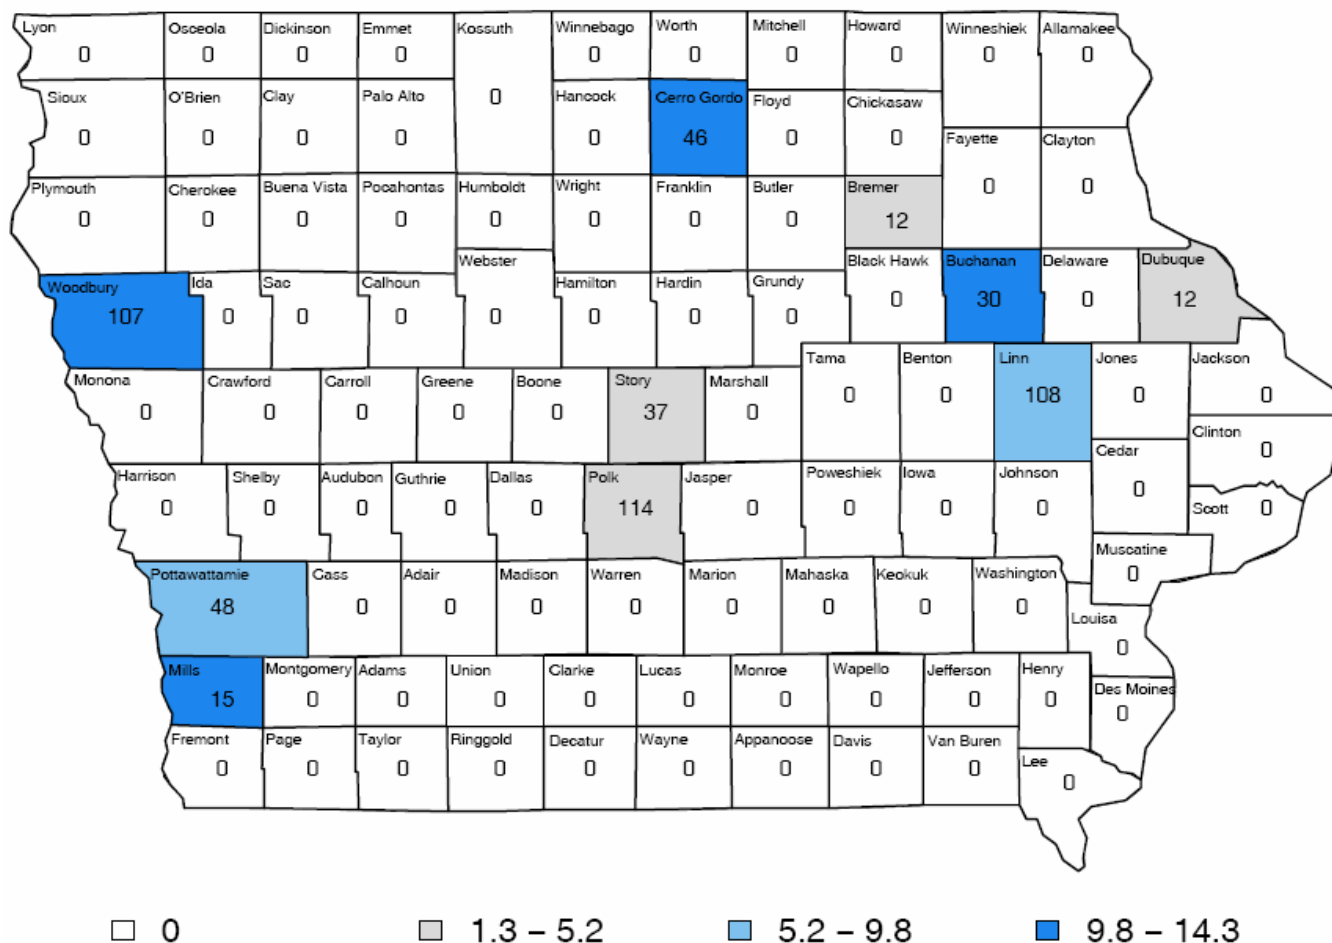 Lyon Osceola Dickinson Emmet Kossuth Winnebago Worth Mitchell Howard Winneshiek Allamakee
0 0 0 0 0 0 0 0 0 0
Sioux O'Brien Clay Palo Alto 0 Hancock Cerro Gordo Floyd Chickasaw
0 0 0 0 0 46 0 0
Fayette Clayton
0 0
Plymouth Cherokee Buena Vista Pocahontas Humboldt Wright Franklin Butler Bremer
0 0 0 0 0 0 0 0 12
Woodbury Ida Sac Calhoun Webster Hamilton Hardin Grundy Black Hawk Buchanan Delaware Dubuque
107 0 0 0 0 0 0 0 0 30 0 12
Monona Crawford Carroll Greene Boone Story Marshall Tama Benton Linn Jones Jackson
0 0 0 0 0 37 0 0 0 108 0 0
Clinton
0
Harrison Shelby Audubon Guthrie Dallas Polk Jasper Poweshiek Iowa Johnson Cedar Scott
0 0 0 0 0 114 0 0 0 0 0 0
Pottawattamie Cass Adair Madison Warren Marion Mahaska Keokuk Washington Muscatine
48 0 0 0 0 0 0 0 0 0
Louisa
0
Mills Montgomery Adams Union Clarke Lucas Monroe Wapello Jefferson Henry Des Moines
15 0 0 0 0 0 0 0 0 0 0
Fremont Page Taylor Ringgold Decatur Wayne Appanoose Davis Van Buren Lee
0 0 0 0 0 0 0 0 0 0
0 1.3 – 5.2 5.2 – 9.8 9.8 – 14.3